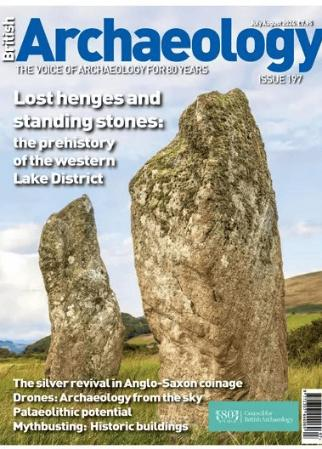 British
Archaeology
July August 2024 £7.95
THE VOICE OF ARCHAEOLOGY FOR 80 YEARS
ISSUE 197
Lost henges and
standing stones:
the prehistory
of the western
Lake District
The silver revival in Anglo-Saxon coinage
Drones: Archaeology from the sky
Palaeolithic potential
Mythbusting: Historic buildings
80
Council for
British Archaeology